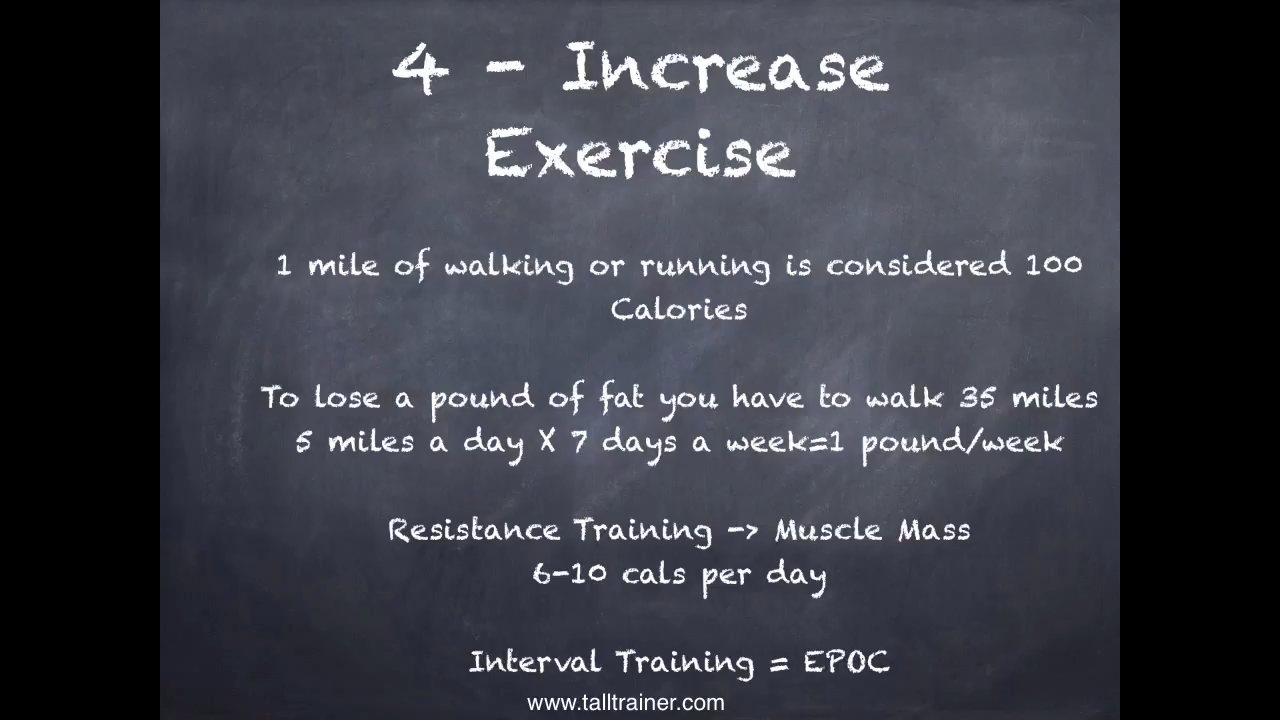 4 - Increase
Exercise
1 mile of walking or running is considered 100
Calories
To lose a pound of fat you have to walk 35 miles
5 miles a day X 7 days a week=1 pound/week
Resistance Training -> Muscle Mass
6-10 cals per day
Interval Training = EPOC
www.talltrainer.com